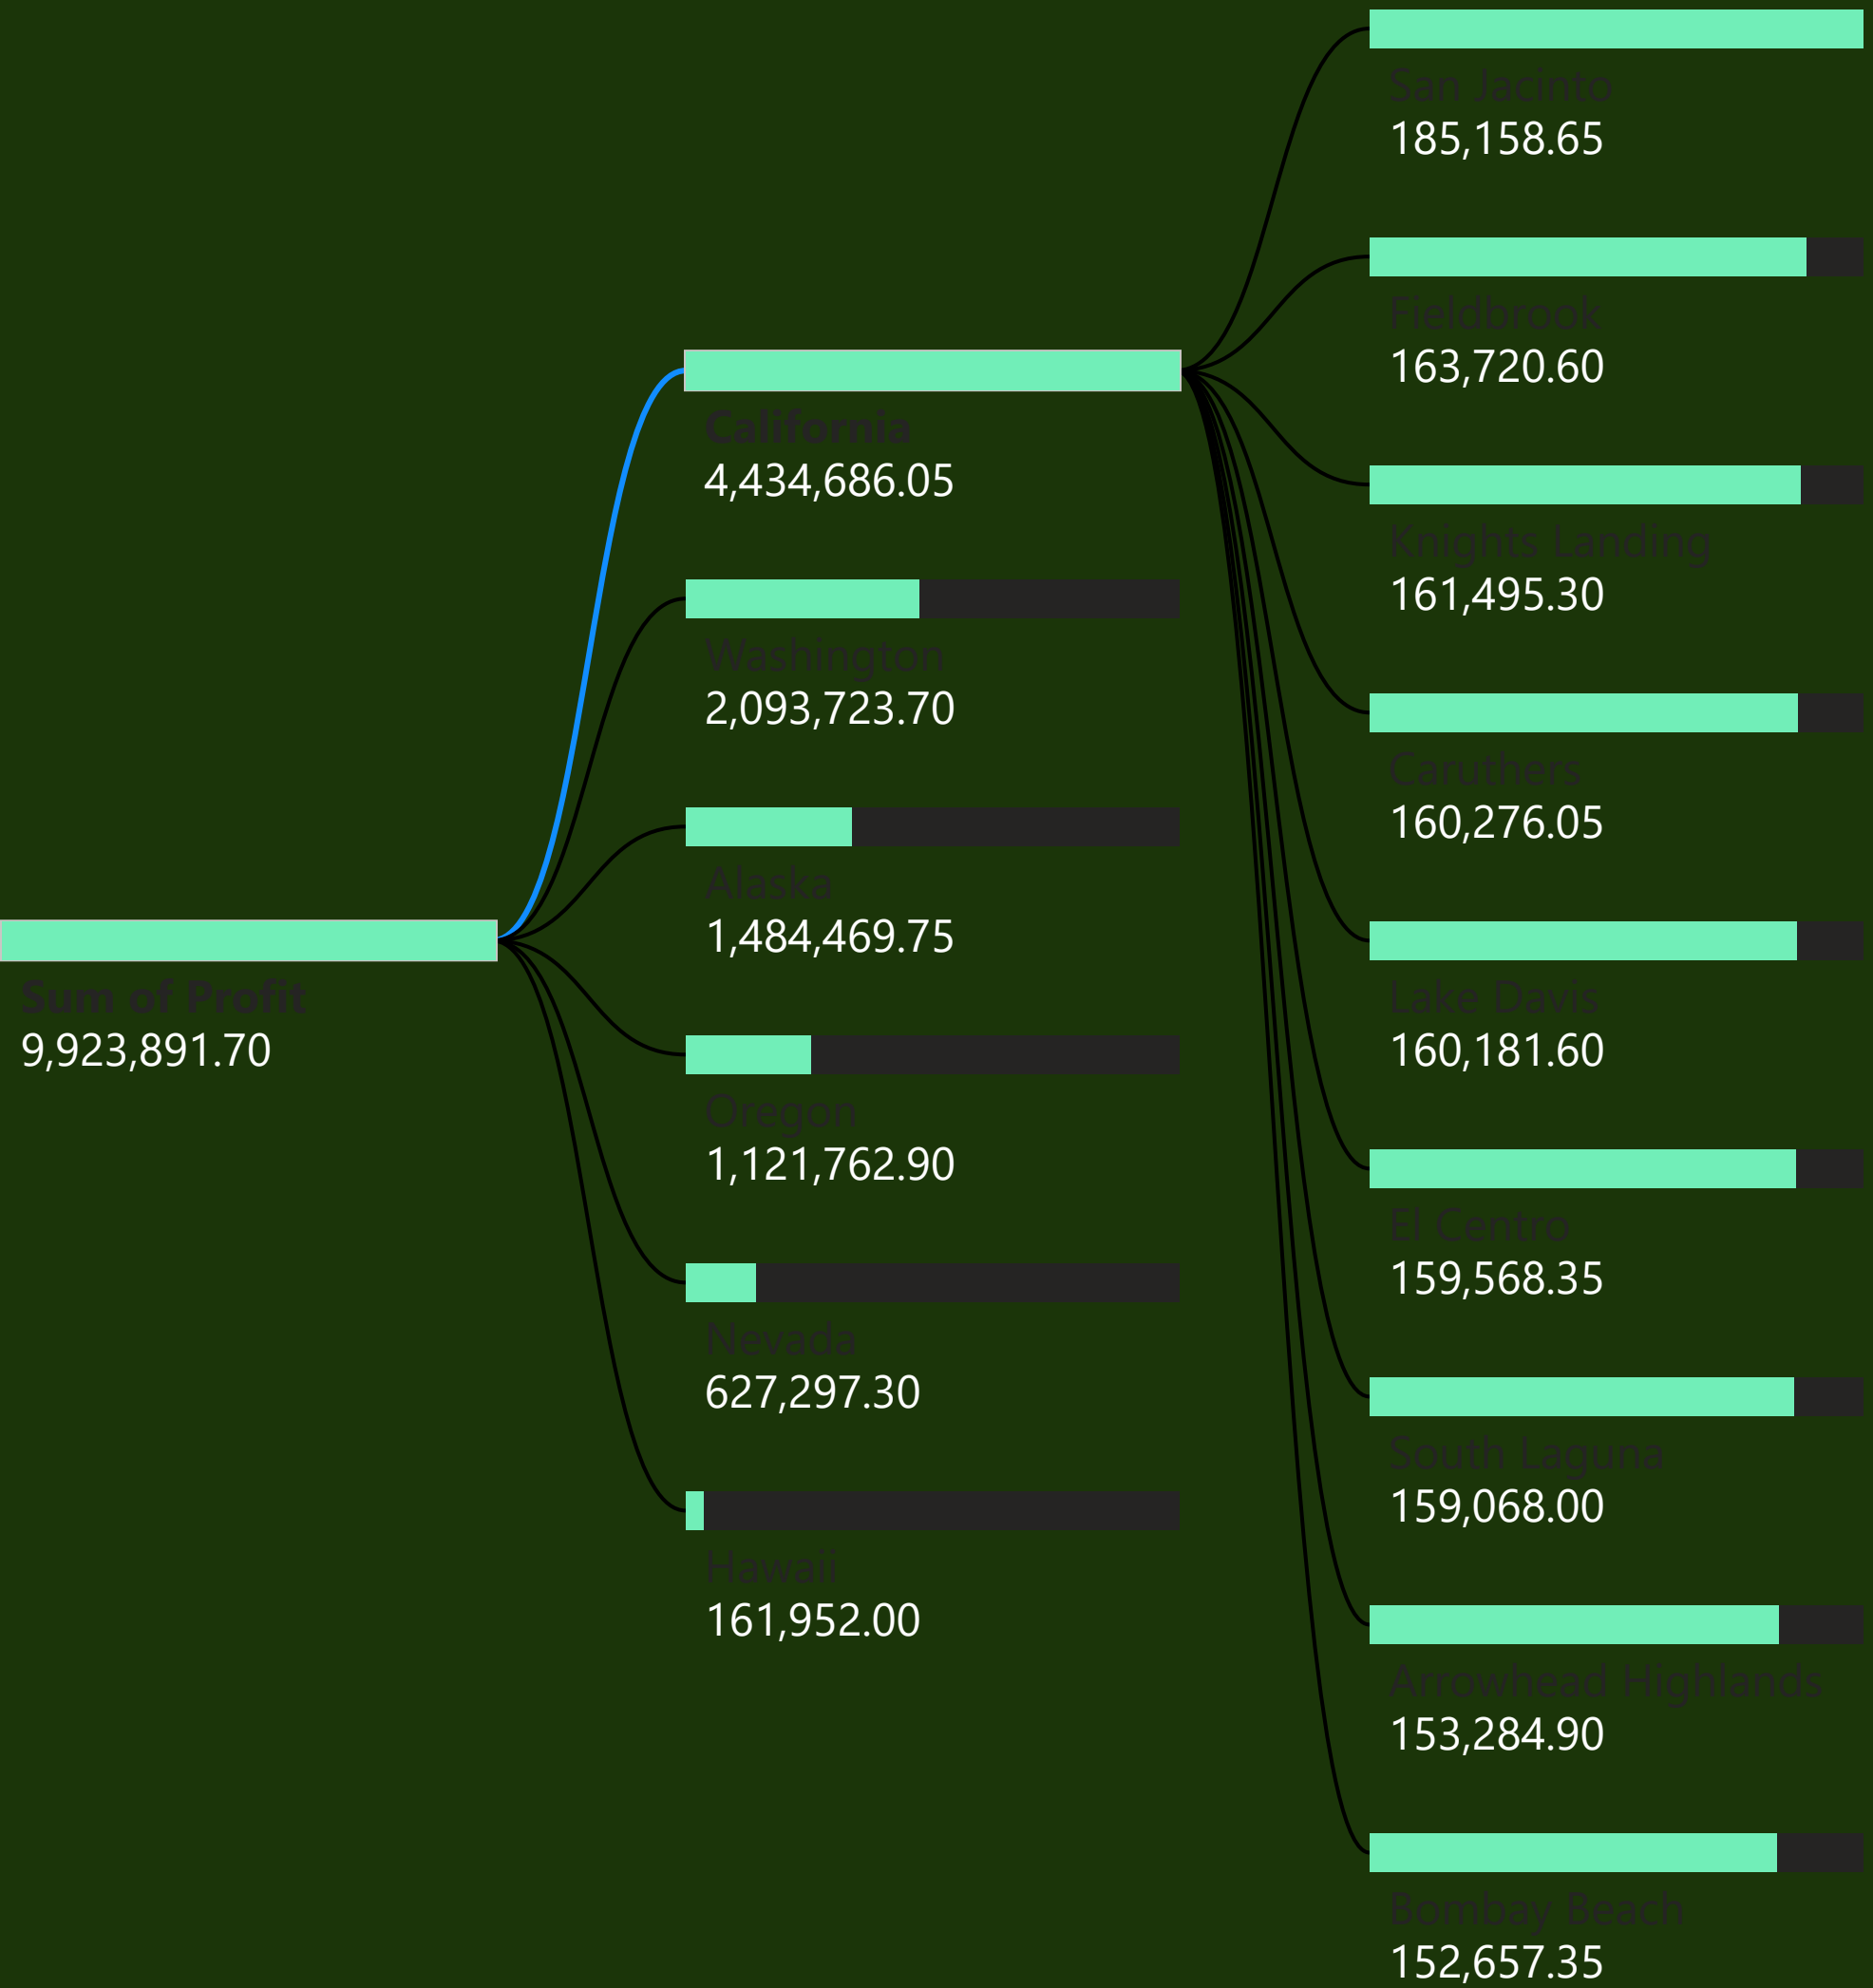 Sum of Profit
9,923,891.70
California
4,434,686.05
Washington
2,093,723.70
Alaska
1,484,469.75
Oregon
1,121,762.90
Nevada
627,297.30
Hawaii
161,952.00
San Jacinto
185,158.65
Fieldbrook
163,720.60
Knights Landing
161,495.30
Caruthers
160,276.05
Lake Davis
160,181.60
El Centro
159,568.35
South Laguna
159,068.00
Arrowhead Highlands
153,284.90
Bombay Beach
152,657.35